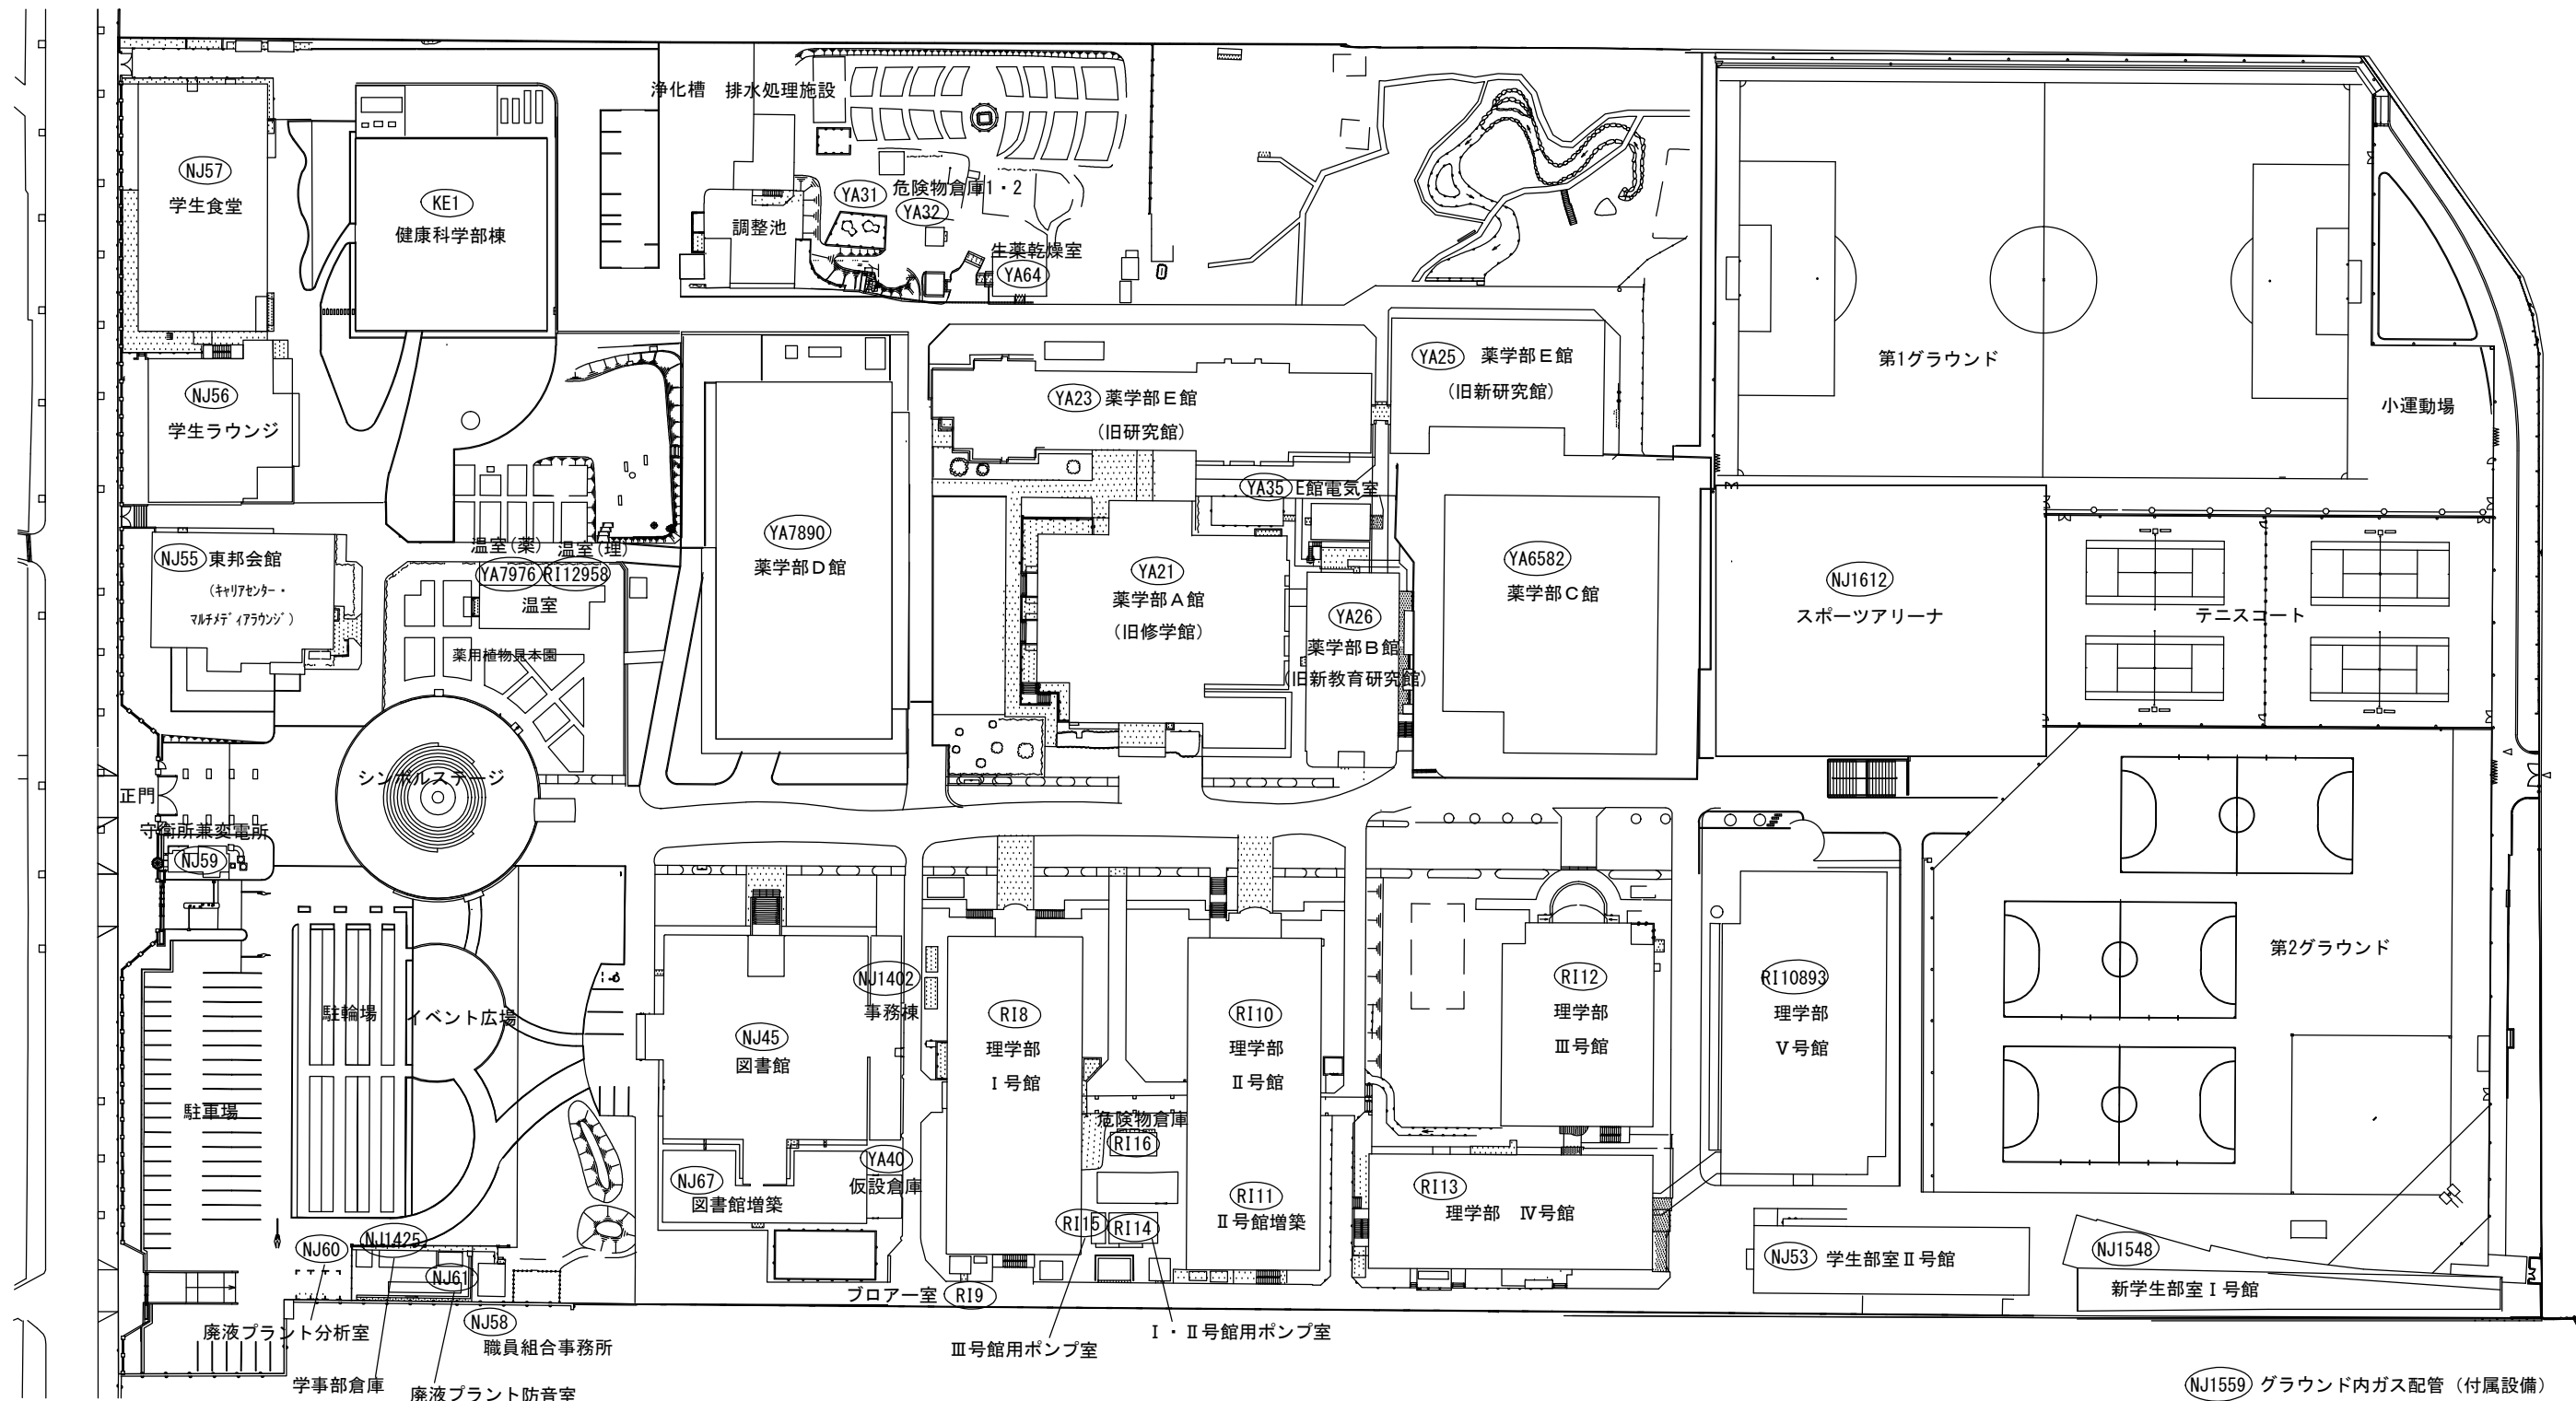 浄化槽　排水処理施設
NJ57
学生食堂
KE1
健康科学部棟
YA31
危険物倉庫1・2
YA32
調整池
生薬乾燥室
YA64
NJ56
学生ラウンジ
YA23 薬学部Ｅ館
（旧研究館）
YA25 薬学部Ｅ館
（旧新研究館）
第1グラウンド
小運動場
YA35 E館電気室
NJ55 東邦会館
（ｷｬﾘｱｾﾝﾀｰ・
ﾏﾙﾁﾒﾃﾞｨｱﾗｳﾝｼﾞ）
温室(薬)　温室(理)
YA7976 RI12958
温室
薬用植物見本園
YA7890
薬学部Ｄ館
YA21
薬学部Ａ館
（旧修学館）
YA26
薬学部Ｂ館
（旧新教育研究館）
YA6582
薬学部Ｃ館
NJ1612
スポーツアリーナ
テニスコート
シンボルステージ
正門
守衛所兼変電所
NJ59
駐輪場
イベント広場
駐車場
NJ1402
事務棟
NJ45
図書館
YA40
仮設倉庫
NJ67
図書館増築
RI8
理学部
Ⅰ号館
RI10
理学部
Ⅱ号館
危険物倉庫
RI16
RI11
Ⅱ号館増築
RI15 RI14
RI12
理学部
Ⅲ号館
RI13
理学部　Ⅳ号館
RI10893
理学部
Ⅴ号館
第2グラウンド
NJ60
NJ1425
NJ61
ブロアー室 RI9
NJ53 学生部室Ⅱ号館
NJ1548
新学生部室Ⅰ号館
廃液プラント分析室
NJ58
職員組合事務所
Ⅲ号館用ポンプ室
Ⅰ・Ⅱ号館用ポンプ室
学事部倉庫
廃液プラント防音室
NJ1559 グラウンド内ガス配管（付属設備）